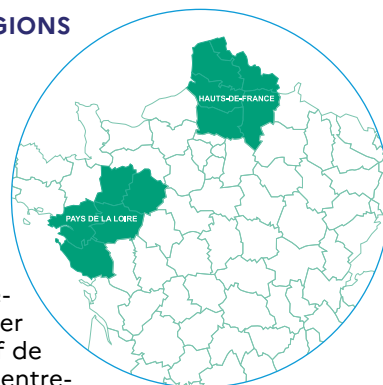 GIONS
HAUTS-DE-FRANCE
PAYS DE LA LOIRE
-
er
f de
entre-